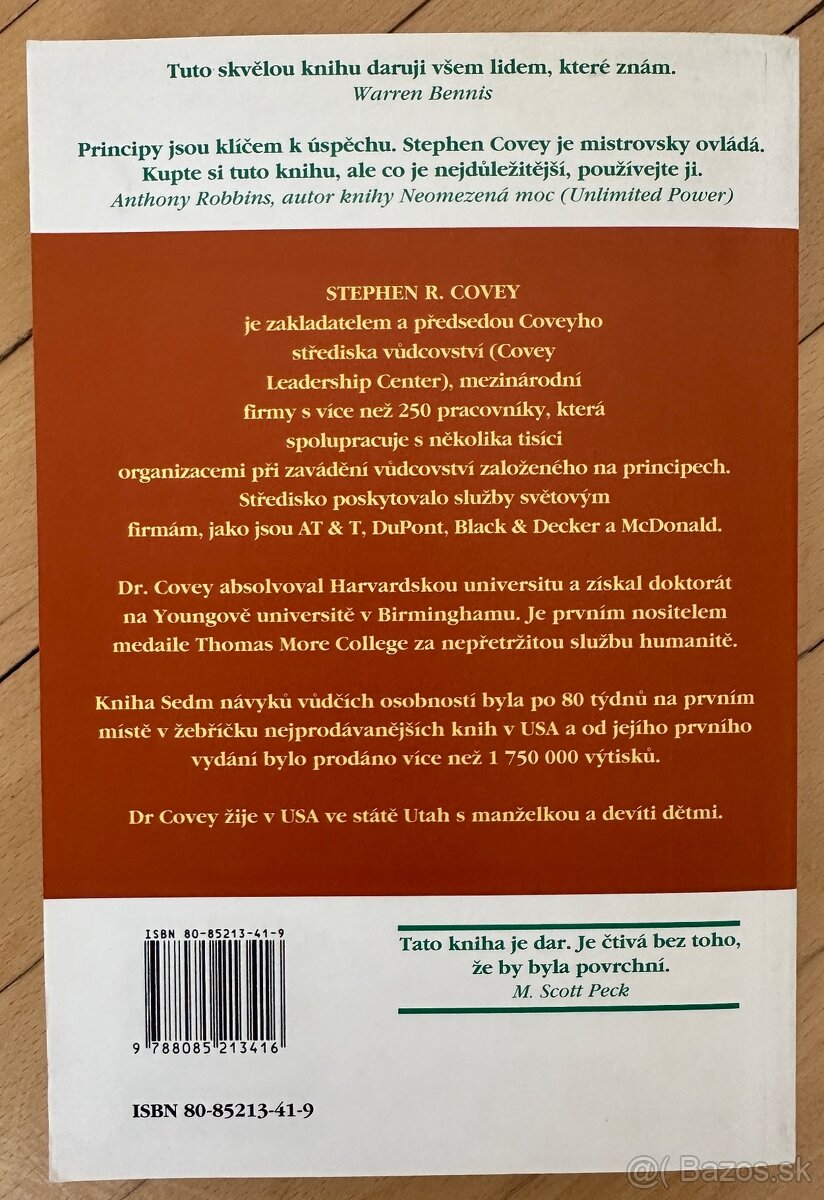 Tuto skvělou knihu daruji všem lidem, které znám.
Warren Bennis
Principy jsou klíčem k úspěchu. Stephen Covey je mistrovsky ovládá.
Kupte si tuto knihu, ale co je nejdůležitější, používejte ji.
Anthony Robbins, autor knihy Neomezená moc (Unlimited Power)
STEPHEN R. COVEY
je zakladatelem a předsedou Coveyho
střediska vůdcovství (Covey
Leadership Center), mezinárodní
firmy s více než 250 pracovníky, která
spolupracuje s několika tisíci
organizacemi při zavádění vůdcovství založeného na principech.
Středisko poskytovalo služby světovým
firmám, jako jsou AT & T, DuPont, Black & Decker a McDonald.
Dr. Covey absolvoval Harvardskou universitu a získal doktorát
na Youngově universitě v Birminghamu. Je prvním nositelem
medaile Thomas More College za nepřetržitou službu humanitě.
Kniha Sedm návyků vůdčích osobností byla po 80 týdnů na prvním
místě v žebříčku nejprodávanějších knih v USA a od jejího prvního
vydání bylo prodáno více než 1 750 000 výtisků.
Dr Covey žije v USA ve státě Utah s manželkou a devíti dětmi.
ISBN 80-85213-41-9
9 788085 213416
ISBN 80-85213-41-9
Tato kniha je dar. Je čtivá bez toho,
že by byla povrchní.
M. Scott Peck
@( Bazos.sk